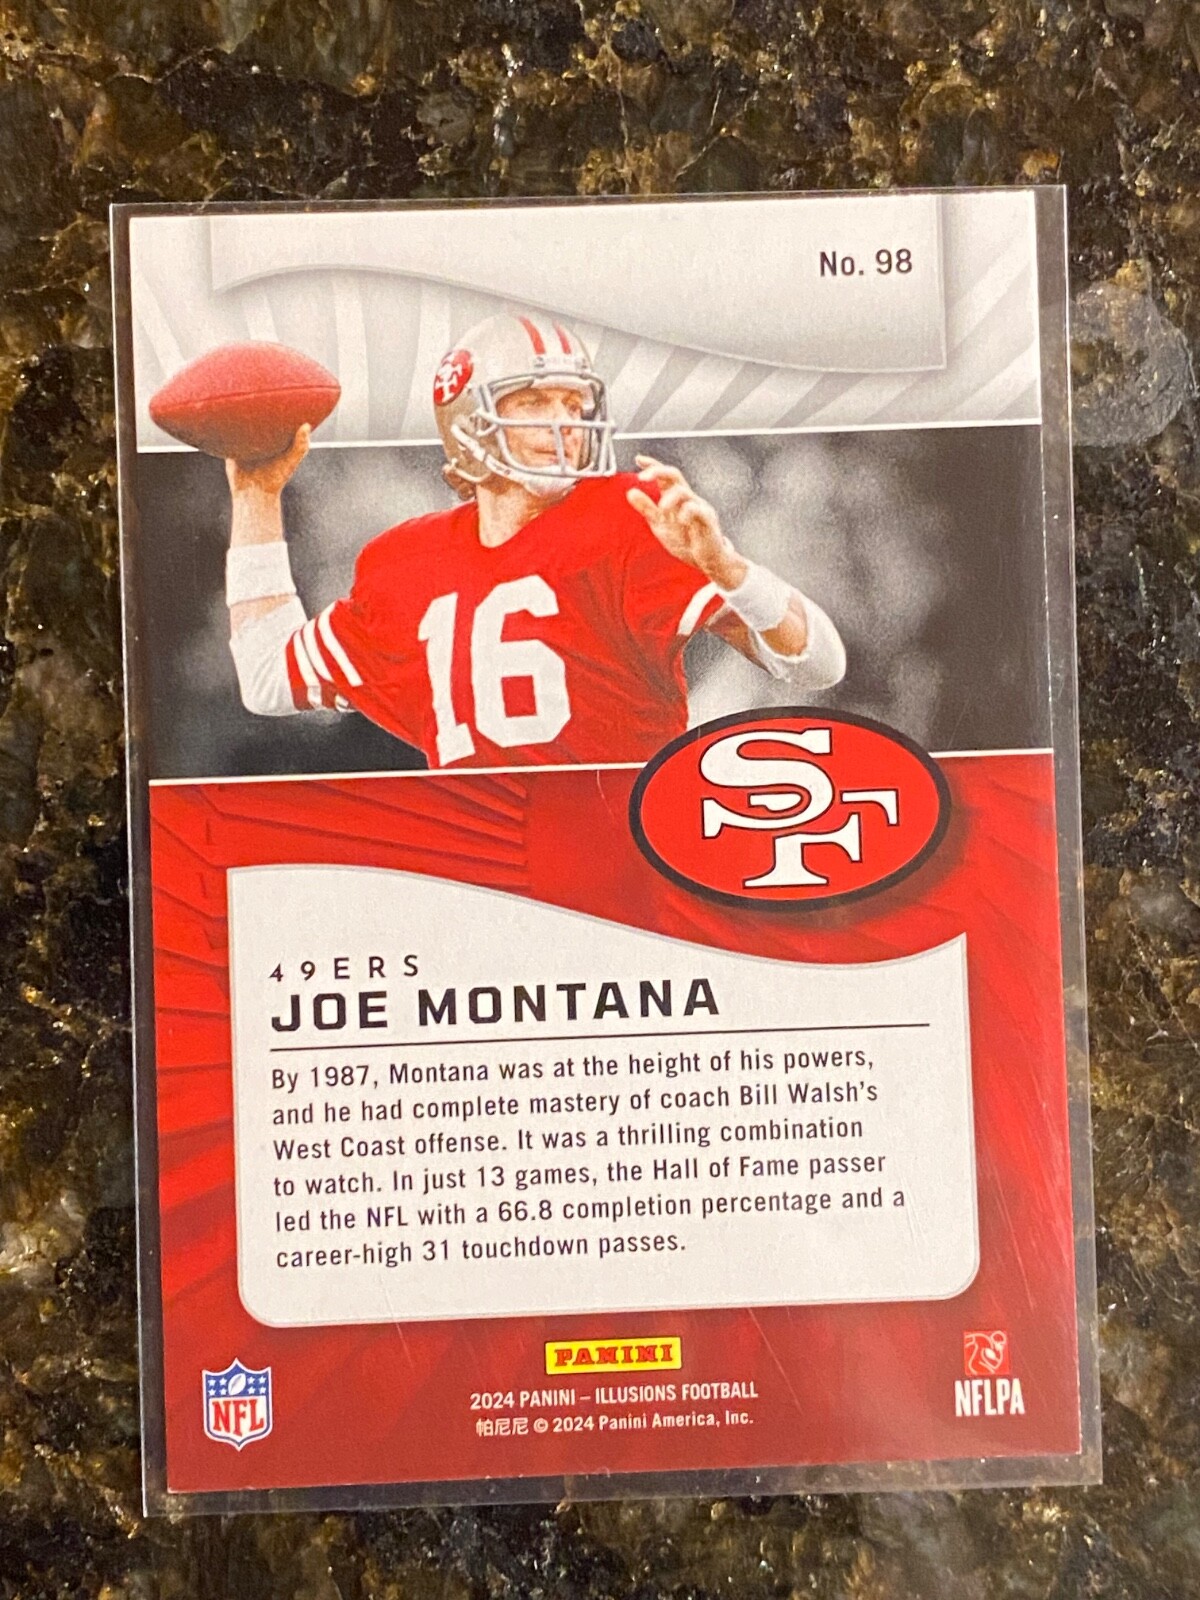 No. 98
SF
16
SF
49ERS
JOE MONTANA
By 1987, Montana was at the height of his powers,
and he had complete mastery of coach Bill Walsh's
West Coast offense. It was a thrilling combination
to watch. In just 13 games, the Hall of Fame passer
led the NFL with a 66.8 completion percentage and a
career-high 31 touchdown passes.
PANINI
NFL
2024 PANINI – ILLUSIONS FOOTBALL
帕尼尼 © 2024 Panini America, Inc.
NFLPA